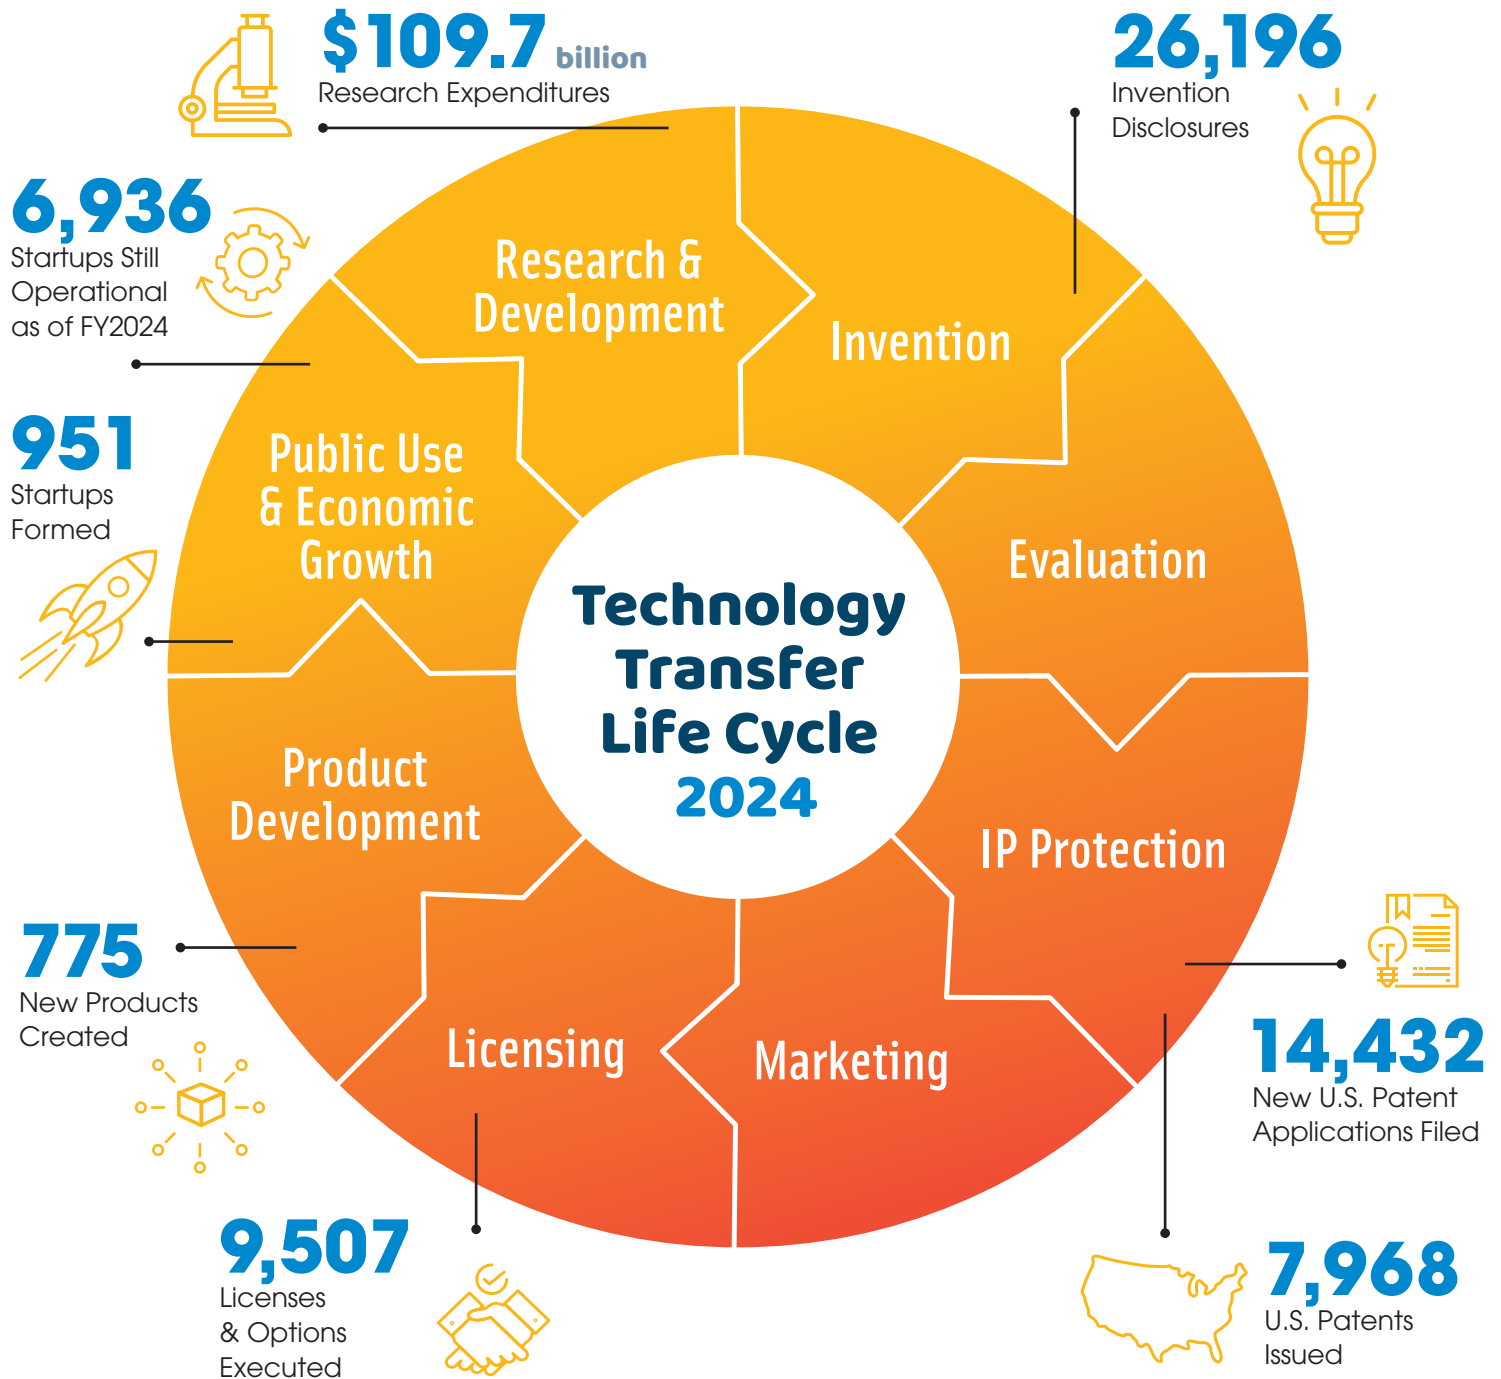 $109.7 billion
Research Expenditures
26,196
Invention
Disclosures
6,936
Startups Still
Operational
as of FY2024
951
Startups
Formed
Research &
Development
Invention
Public Use
& Economic
Growth
Evaluation
Technology
Transfer
Life Cycle
2024
Product
Development
IP Protection
Licensing
Marketing
775
New Products
Created
14,432
New U.S. Patent
Applications Filed
9,507
Licenses
& Options
Executed
7,968
U.S. Patents
Issued